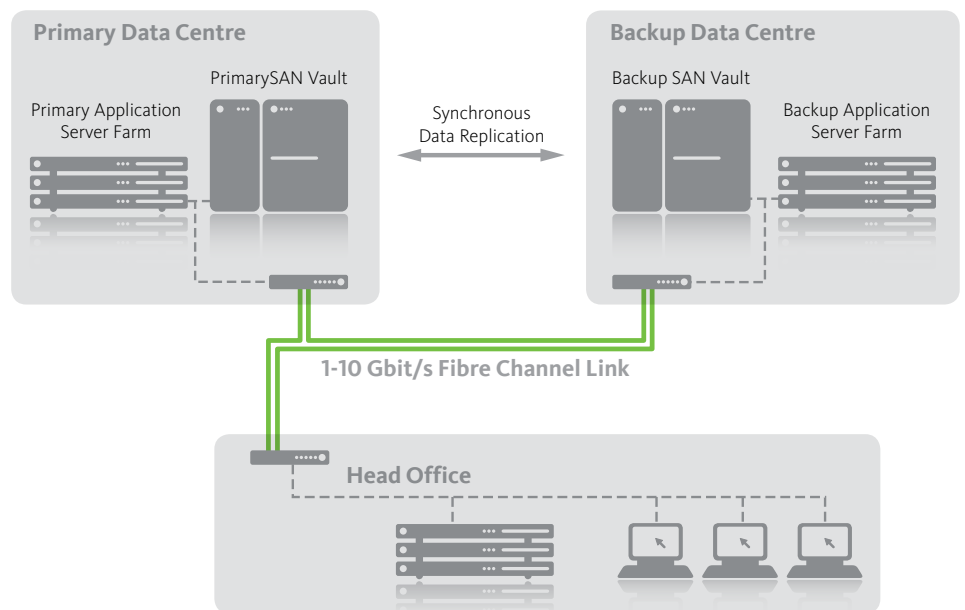 Primary Data Centre
PrimarySAN Vault
Primary Application
Server Farm
Synchronous
Data Replication
Backup Data Centre
Backup SAN Vault
Backup Application
Server Farm
1-10 Gbit/s Fibre Channel Link
Head Office